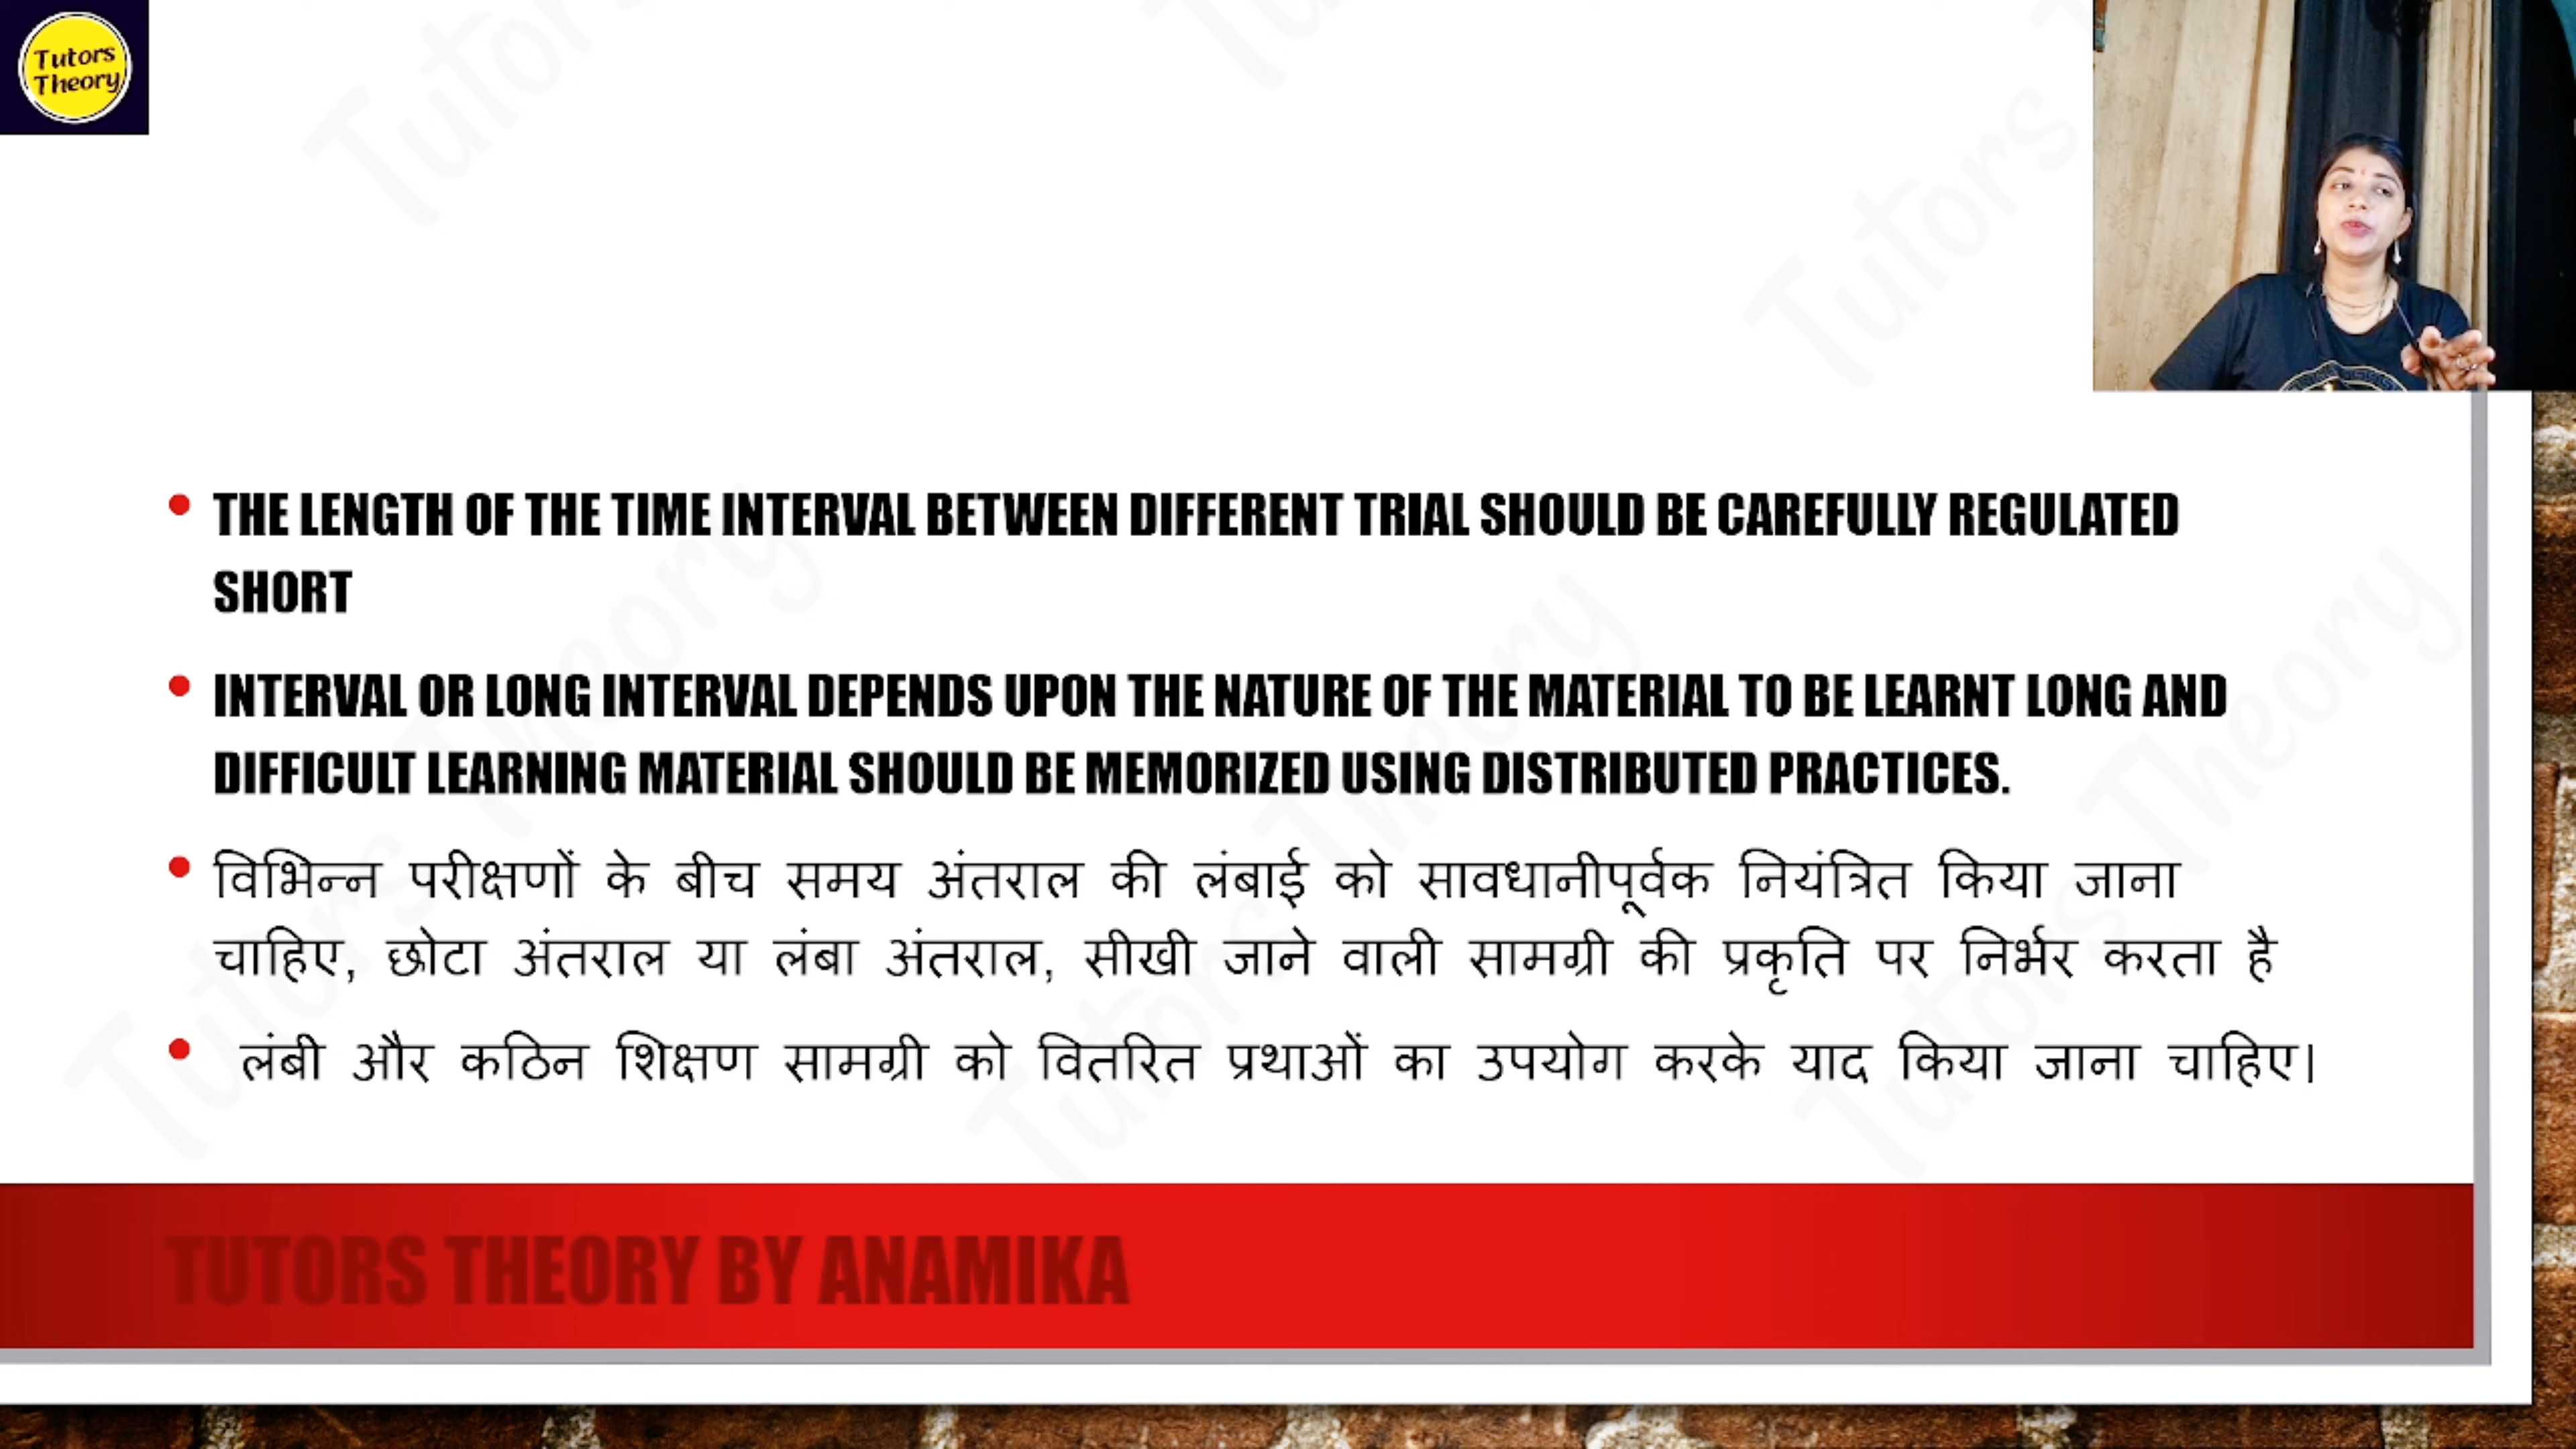 Tutors
Theory
THE LENGTH OF THE TIME INTERVAL BETWEEN DIFFERENT TRIAL SHOULD BE CAREFULLY REGULATED
SHORT
INTERVAL OR LONG INTERVAL DEPENDS UPON THE NATURE OF THE MATERIAL TO BE LEARNT LONG AND
DIFFICULT LEARNING MATERIAL SHOULD BE MEMORIZED USING DISTRIBUTED PRACTICES.
विभिन्न परीक्षणों के बीच समय अंतराल की लंबाई को सावधानीपूर्वक नियंत्रित किया जाना
चाहिए, छोटा अंतराल या लंबा अंतराल, सीखी जाने वाली सामग्री की प्रकृति पर निर्भर करता है
लंबी और कठिन शिक्षण सामग्री को वितरित प्रथाओं का उपयोग करके याद किया जाना चाहिए।
TUTORS THEORY BY ANAMIKA